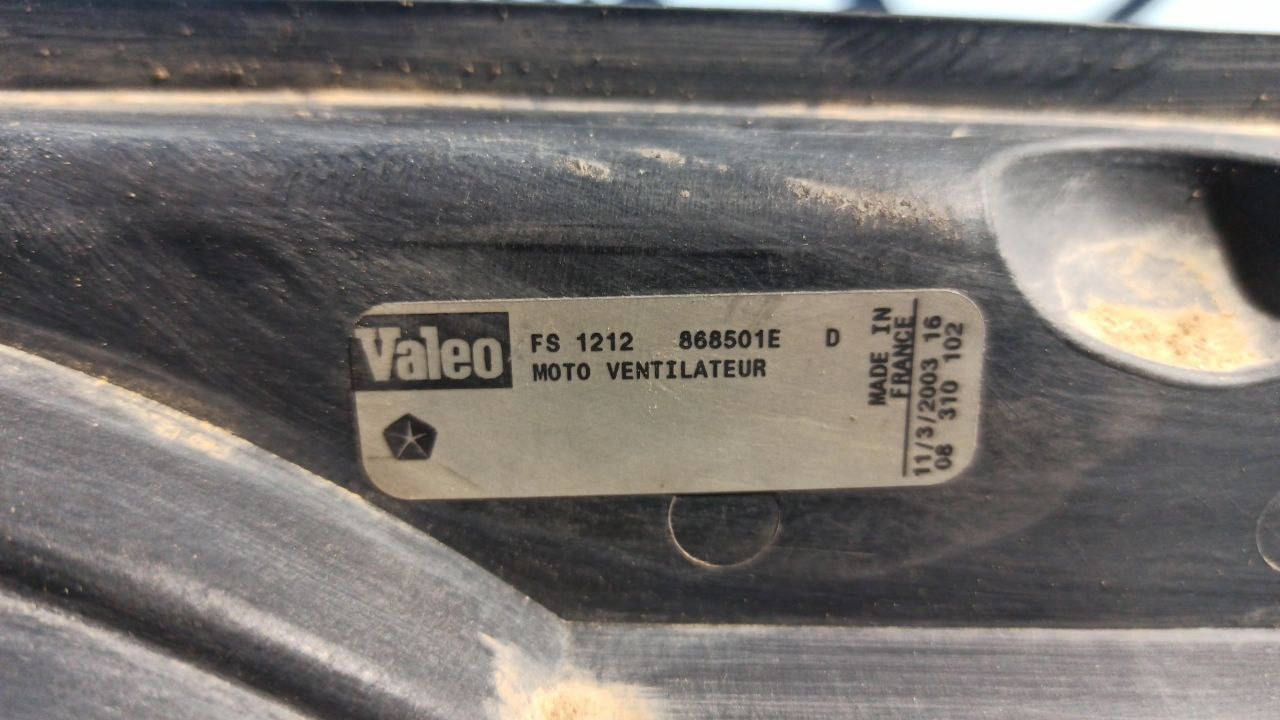 Valeo
FS 1212 868501E D
MOTO VENTILATEUR
MADE IN
FRANCE
11/3/2003 16
08 310 102